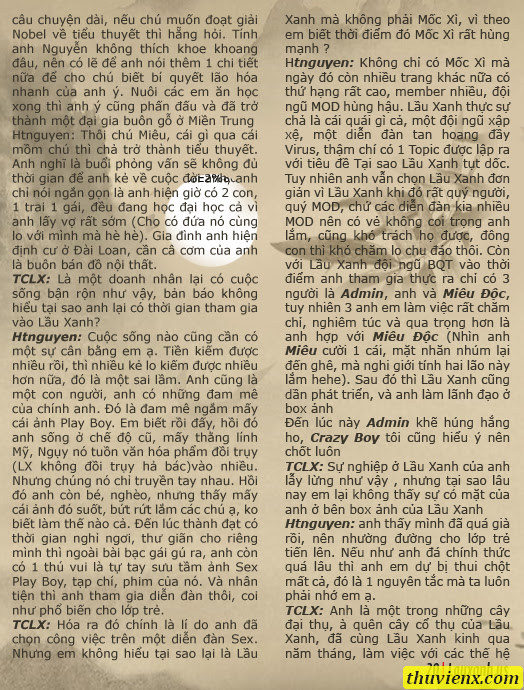 câu chuyện dài, nếu chú muốn đoạt giải
Nobel về tiểu thuyết thì hẵng hỏi. Tính
anh Nguyễn không thích khoe khoang
đâu, nên có lẽ để anh nói thêm 1 chi tiết
nữa để cho chú biết bí quyết lão hóa
nhanh của anh ý. Nuôi các em ăn học
xong thì anh ý cũng phấn đấu và đã trở
thành một đại gia buôn gỗ ở Miền Trung
Htnguyen: Thôi chú Miêu, cái gì qua cái
mồm chú thì chả trở thành tiểu thuyết.
Anh nghĩ là buổi phỏng vấn sẽ không đủ
thời gian để anh kể về cuộc đời anh, anh
chỉ nói ngắn gọn là anh hiện giờ có 2 con,
1 trai 1 gái, đều đang học đại học cả vì
anh lấy vợ rất sớm (Chọ có đứa nó cùng
lo với mình mà hè hè). Gia đình anh hiện
định cư ở Đài Loan, cần câ cơm của anh
là buôn bán đồ nội thất.
TCLX: Là một doanh nhân lại có cuộc
sống bận rộn như vậy, bản báo không
hiểu tại sao anh lại có thời gian tham gia
vào Lầu Xanh?
Htnguyen: Cuộc sống nào cũng cần có
một sự cân bằng em ạ. Tiền kiếm được
nhiều rồi, thì nhiều kẻ lo kiếm được nhiều
hơn nữa, đó là một sai lầm. Anh cũng là
một con người, anh có những đam mê
của chính anh. Đó là đam mê ngắm mấy
cái ảnh Play Boy. Em biết rồi đấy, hồi đó
anh sống ở chế độ cũ, mấy thằng lính
Mỹ, Ngụy nó tuồn văn hóa phẩm đồi trụy
(LX không đồi trụy hả bác)vào nhiều.
Nhưng chúng nó chỉ truyền tay nhau. Hồi
đó anh còn bé, nghèo, nhưng thấy mấy
cái ảnh đó suốt, bứt rứt lắm các chú ạ, ko
biết làm thế nào cả. Đến lúc thành đạt có
thời gian nghỉ ngơi, thư giãn cho riêng
mình thì ngoài bài bạc gái gú ra, anh còn
có 1 thú vui là tự tay sưu tầm ảnh Sex
Play Boy, tạp chí, phim của nó. Và nhân
tiện thì anh tham gia diễn đàn thôi, coi
như phổ biến cho lớp trẻ.
TCLX: Hóa ra đó chính là lí do anh đã
chọn công việc trên một diễn đàn Sex.
Nhưng em không hiểu tại sao lại là Lầu
Xanh mà không phải Mốc Xì, vì theo
em biết thời điểm đó Mốc Xì rất hùng
mạnh ?
Htnguyen: Không chỉ có Mốc Xì mà
ngày đó còn nhiều trang khác nữa có
thứ hạng rất cao, member nhiều, đội
ngũ MOD hùng hậu. Lầu Xanh thực sự
chả là cái quái gì cả, một đội ngũ xập
xệ, một diễn đàn tan hoang đầy
Virus, thậm chí có 1 Topic được lập ra
với tiêu đề Tại sao Lầu Xanh tụt dốc.
Tuy nhiên anh vẫn chọn Lầu Xanh đơn
giản vì Lầu Xanh khi đó rất quý người,
quý MOD, chứ các diễn đàn kia nhiều
MOD nên có vẻ không coi trọng anh
lắm, cũng khó trách họ được, đông
con thì khó chăm lo chu đáo thôi. Còn
với Lầu Xanh đội ngũ BQT vào thời
điểm anh tham gia thực ra chỉ có 3
người là Admin, anh và Miêu Độc,
tuy nhiên 3 anh em làm việc rất chăm
chỉ, nghiêm túc và qua trọng hơn là
anh hợp với Miêu Độc (Nhìn anh
Miêu cười 1 cái, mặt nhăn nhúm lại
đến ghê, mà nghi giới tính hai lão này
lắm hehe). Sau đó thì Lầu Xanh cũng
dần phát triển, và anh làm lãnh đạo ở
box ảnh
Đến lúc này Admin khẽ húng hắng
ho, Crazy Boy tôi cũng hiểu ý nên
chốt luôn
TCLX: Sự nghiệp ở Lầu Xanh của anh
lẫy lừng như vậy , nhưng tại sao lâu
nay em lại không thấy sự có mặt của
anh ở bên box ảnh của Lầu Xanh
Htnguyen: anh thấy mình đã quá già
rồi, nên nhường đường cho lớp trẻ
tiến lên. Nếu như anh đá chính thức
quá lâu thì anh em dự bị thui chột
mất cả, đó là 1 nguyên tắc mà ta luôn
phải nhớ em ạ.
TCLX: Anh là một trong những cây
đại thụ, à quên cây cổ thụ của Lầu
Xanh, đã cùng Lầu Xanh kinh qua
năm tháng, làm việc với các thế hệ
thuvienx.com